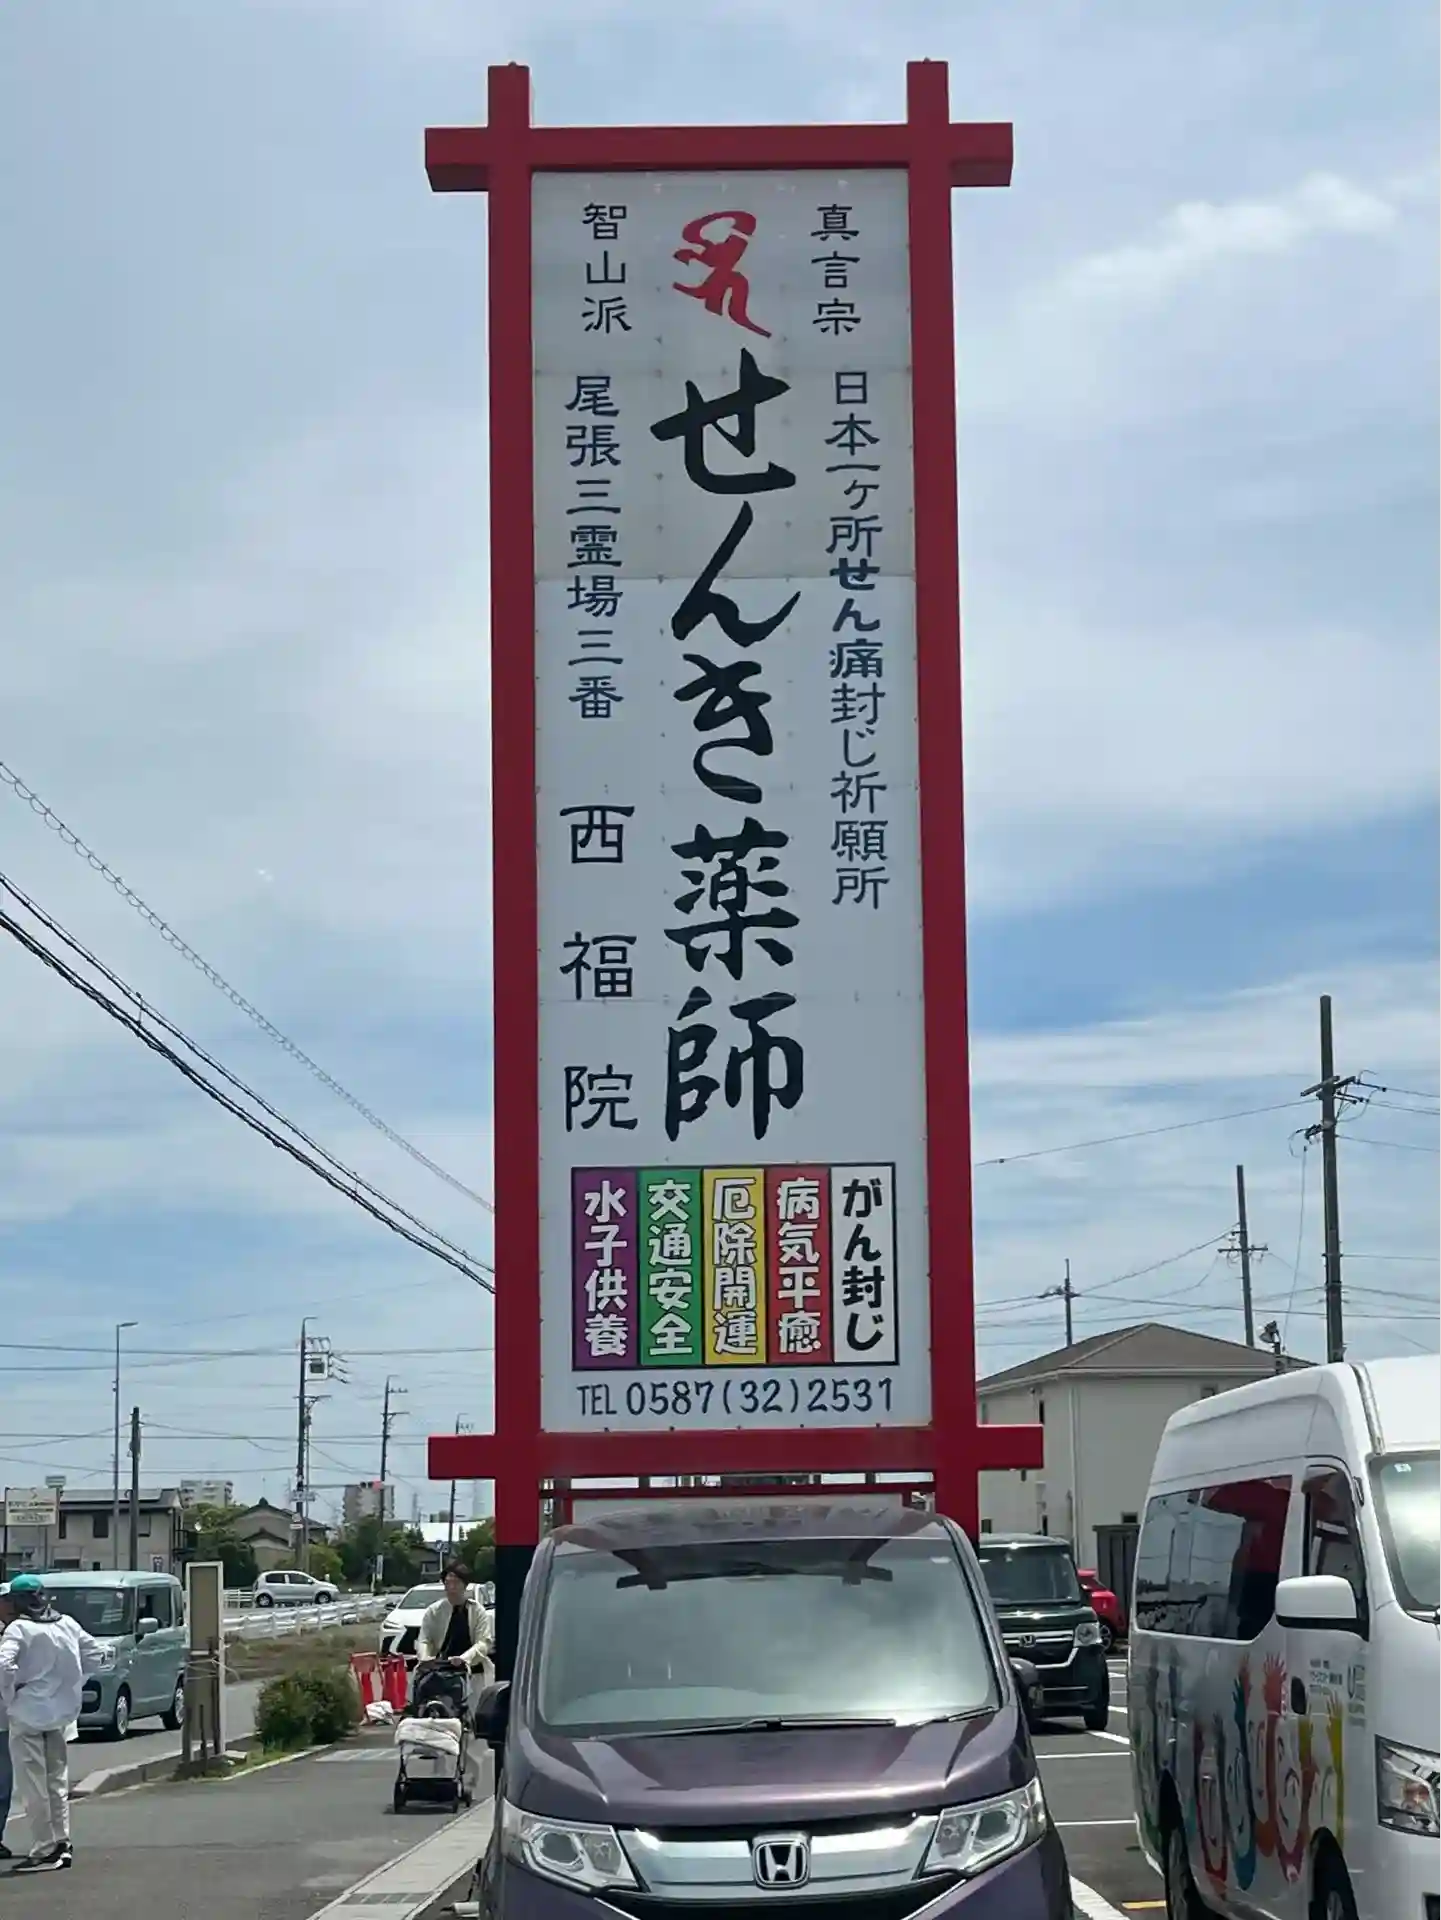 真言宗
智山派
日本一ヶ所せん痛封じ祈願所
せんき薬師
尾張三霊場三番
西福院
がん封じ
病気平癒
厄除開運
交通安全
水子供養
TEL 0587(32)2531